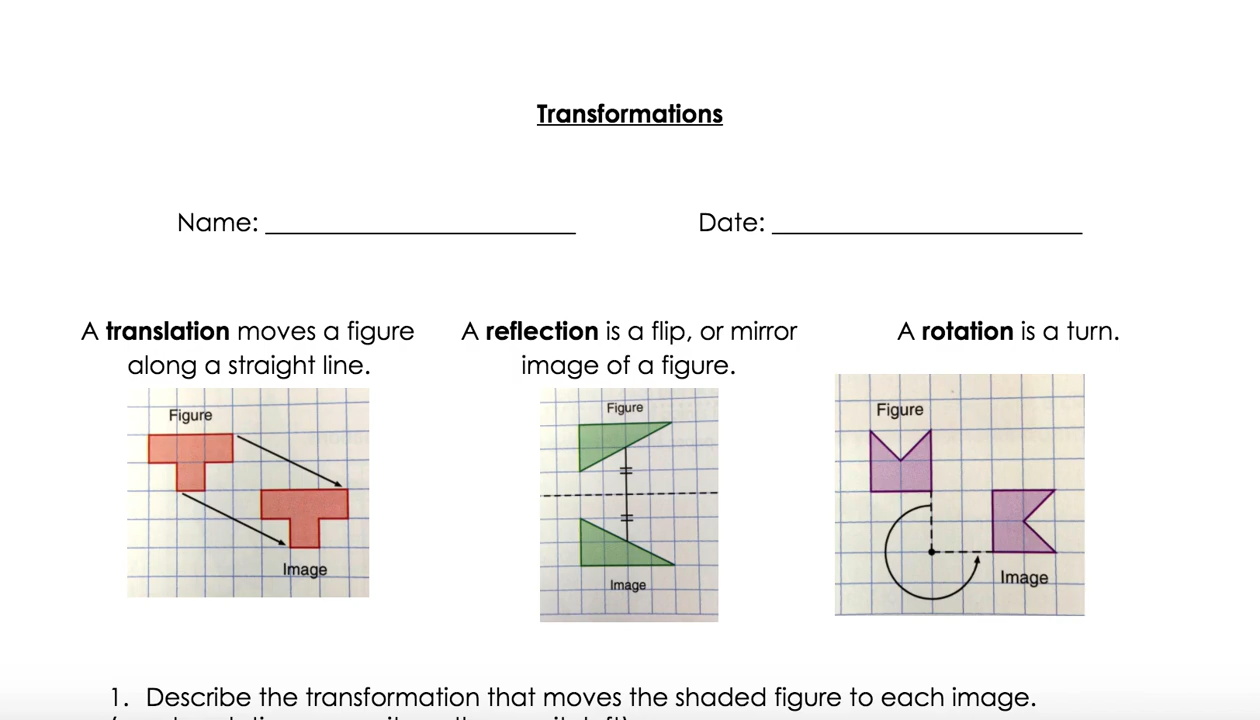 Transformations
Name: ______________________ Date: ______________________
A translation moves a figure
along a straight line.
A reflection is a flip, or mirror
image of a figure.
A rotation is a turn.
Figure
Image
Figure
Image
Figure
Image
1. Describe the transformation that moves the shaded figure to each image.